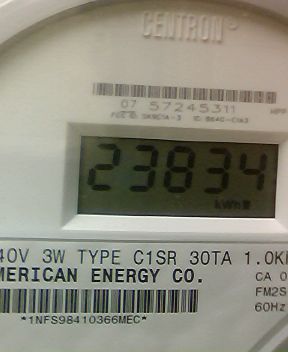 CENTRON
07 57245311
23834
kWh
40V 3W TYPE C1SR 30TA 1.0K
MERICAN ENERGY CO.
CA 0
FM2S
60Hz
*1NFS98410366MEC*